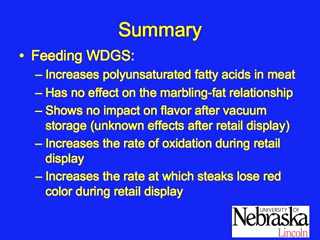 Summary
• Feeding WDGS:
– Increases polyunsaturated fatty acids in meat
– Has no effect on the marbling-fat relationship
– Shows no impact on flavor after vacuum
storage (unknown effects after retail display)
– Increases the rate of oxidation during retail
display
– Increases the rate at which steaks lose red
color during retail display
UNIVERSITY OF
Nebraska
Lincoln